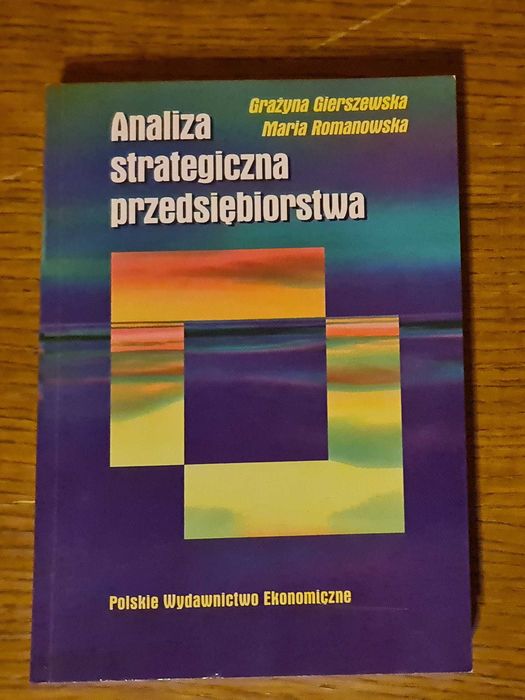 Grażyna Gierszewska
Maria Romanowska
Analiza
strategiczna
przedsiębiorstwa
Polskie Wydawnictwo Ekonomiczne